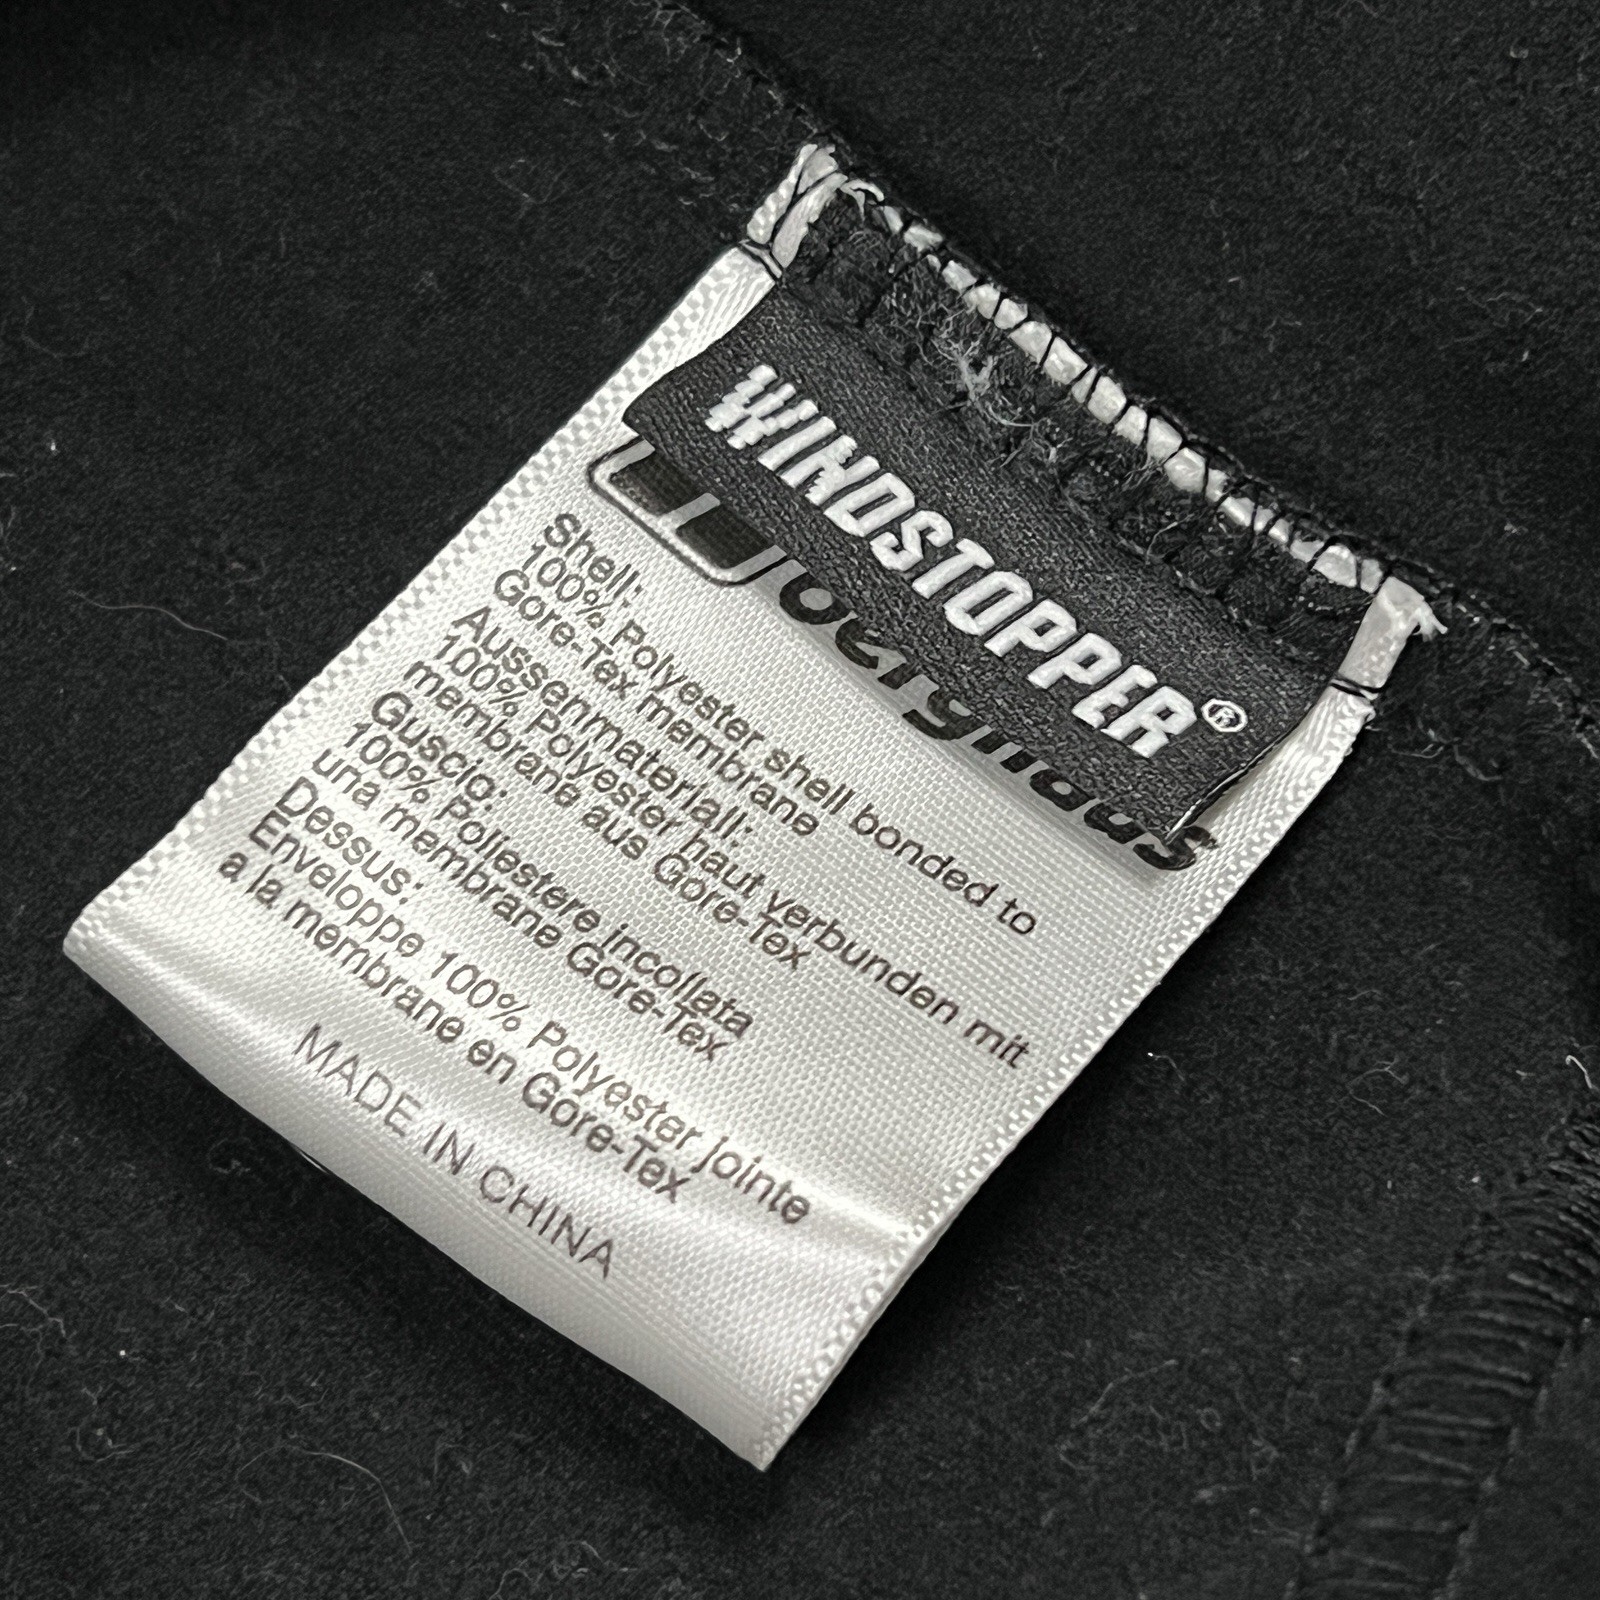 WINDSTOPPER®
Shell:
100% Polyester shell bonded to
Gore-Tex membrane
Aussenmateriall:
100% Polyester haut verbunden mit
membrane aus Gore-Tex
Guscio:
100% Poliestere incollata
una membrane Gore-Tex
Dessus:
Enveloppe 100% Polyester jointe
a la membrane en Gore-Tex
MADE IN CHINA